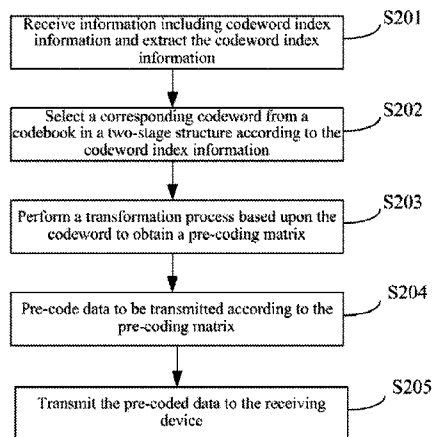 Receive information including codeword index
information and extract the codeword index
information
S201
Select a corresponding codeword from a
codebook in a two-stage structure according to the
codeword index information
S202
Perform a transformation process based upon the
codeword to obtain a pre-coding matrix
S203
Pre-code data to be transmitted according to the
pre-coding matrix
S204
Transmit the pre-coded data to the receiving
device
S205